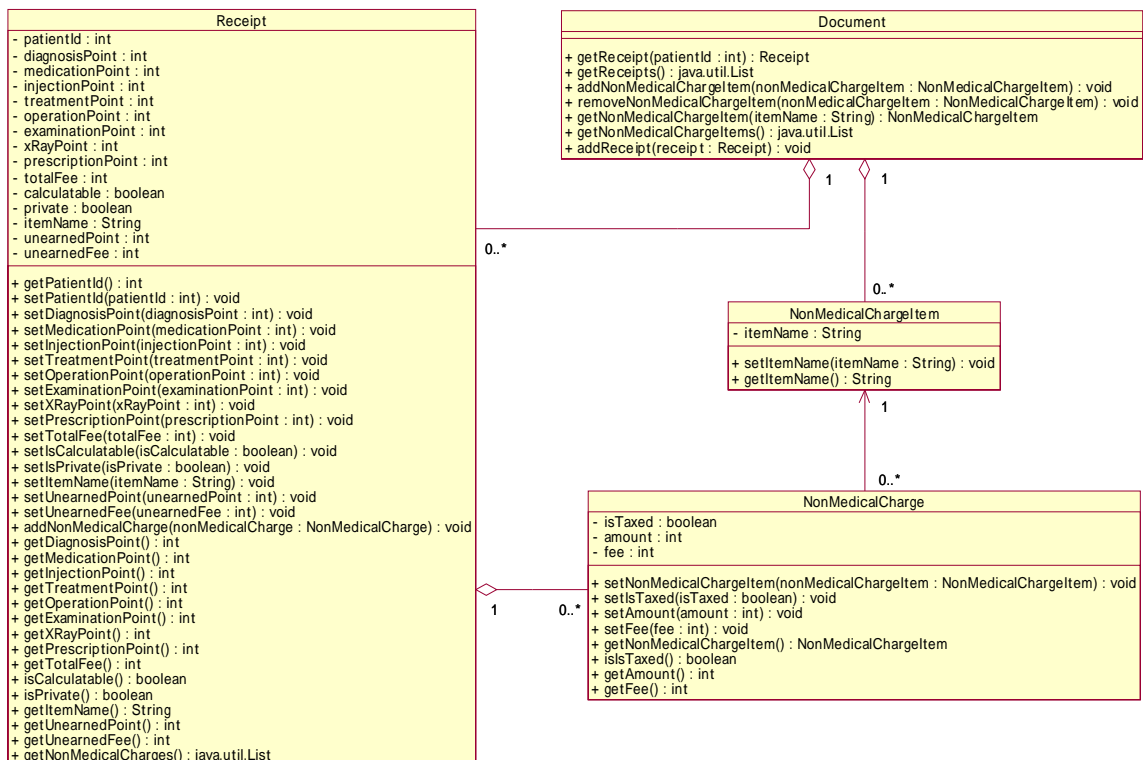 Receipt
- patientId : int
- diagnosisPoint : int
- medicationPoint : int
- injectionPoint : int
- treatmentPoint : int
- operationPoint : int
- examinationPoint : int
- xRayPoint : int
- prescriptionPoint : int
- totalFee : int
- calculatable : boolean
- private : boolean
- itemName : String
- unearnedPoint : int
- unearnedFee : int
+ getPatientId() : int
+ setPatientId(patientId : int) : void
+ setDiagnosisPoint(diagnosisPoint : int) : void
+ setMedicationPoint(medicationPoint : int) : void
+ setInjectionPoint(injectionPoint : int) : void
+ setTreatmentPoint(treatmentPoint : int) : void
+ setOperationPoint(operationPoint : int) : void
+ setExaminationPoint(examinationPoint : int) : void
+ setXRayPoint(xRayPoint : int) : void
+ setPrescriptionPoint(prescriptionPoint : int) : void
+ setTotalFee(totalFee : int) : void
+ setIsCalculatable(isCalculatable : boolean) : void
+ setIsPrivate(isPrivate : boolean) : void
+ setItemName(itemName : String) : void
+ setUnearnedPoint(unearnedPoint : int) : void
+ setUnearnedFee(unearnedFee : int) : void
+ addNonMedicalCharge(nonMedicalCharge : NonMedicalCharge) : void
+ getDiagnosisPoint() : int
+ getMedicationPoint() : int
+ getInjectionPoint() : int
+ getTreatmentPoint() : int
+ getOperationPoint() : int
+ getExaminationPoint() : int
+ getXRayPoint() : int
+ getPrescriptionPoint() : int
+ getTotalFee() : int
+ isCalculatable() : boolean
+ isPrivate() : boolean
+ getItemName() : String
+ getUnearnedPoint() : int
+ getUnearnedFee() : int
+ getNonMedicalCharges() : java.util.List
Document
+ getReceipt(patientId : int) : Receipt
+ getReceipts() : java.util.List
+ addNonMedicalChargeItem(nonMedicalChargeItem : NonMedicalChargeItem) : void
+ removeNonMedicalChargeItem(nonMedicalChargeItem : NonMedicalChargeItem) : void
+ getNonMedicalChargeItem(itemName : String) : NonMedicalChargeItem
+ getNonMedicalChargeItems() : java.util.List
+ addReceipt(receipt : Receipt) : void
1
1
0..*
0..*
NonMedicalChargeItem
- itemName : String
+ setItemName(itemName : String) : void
+ getItemName() : String
1
0..*
NonMedicalCharge
- isTaxed : boolean
- amount : int
- fee : int
+ setNonMedicalChargeItem(nonMedicalChargeItem : NonMedicalChargeItem) : void
+ setIsTaxed(isTaxed : boolean) : void
+ setAmount(amount : int) : void
+ setFee(fee : int) : void
+ getNonMedicalChargeItem() : NonMedicalChargeItem
+ isIsTaxed() : boolean
+ getAmount() : int
+ getFee() : int
1
0..*